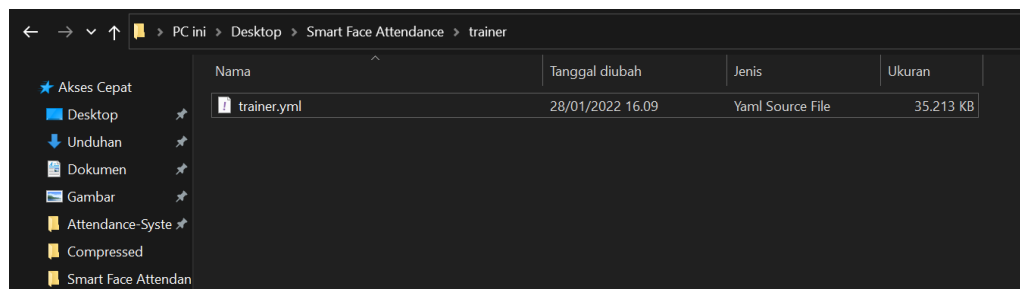 PC ini > Desktop > Smart Face Attendance > trainer
Akses Cepat
Desktop
Unduhan
Dokumen
Gambar
Attendance-Syste
Compressed
Smart Face Attendan
Nama Tanggal diubah Jenis Ukuran
trainer.yml 28/01/2022 16.09 Yaml Source File 35.213 KB